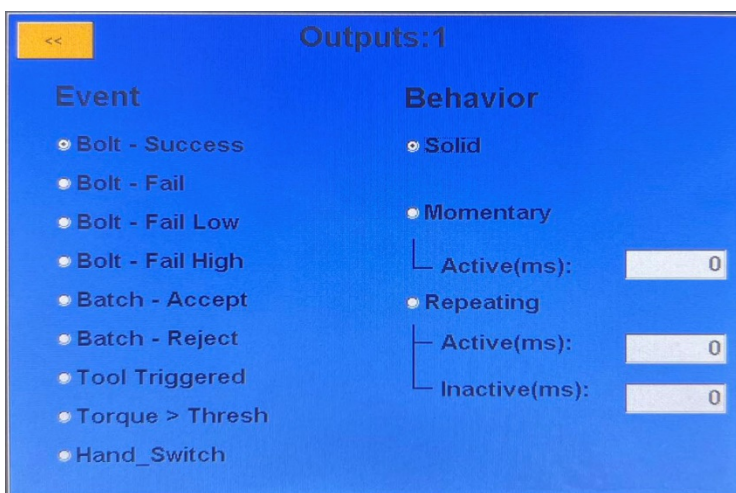 <<
Outputs:1
Event
Bolt - Success
Bolt - Fail
Bolt - Fail Low
Bolt - Fail High
Batch - Accept
Batch - Reject
Tool Triggered
Torque > Thresh
Hand_Switch
Behavior
Solid
Momentary
Active(ms): 0
Repeating
Active(ms): 0
Inactive(ms): 0